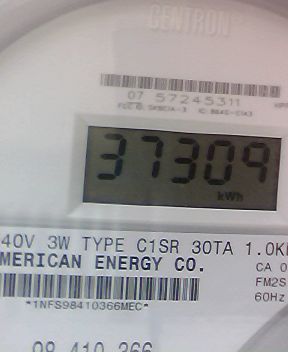 CENTRON
07 57245311
37309
kWh
40V 3W TYPE C1SR 30TA 1.0K
MERICAN ENERGY CO.
CA 0
FM2S
60Hz
*1NFS98410366MEC*
98 410 366